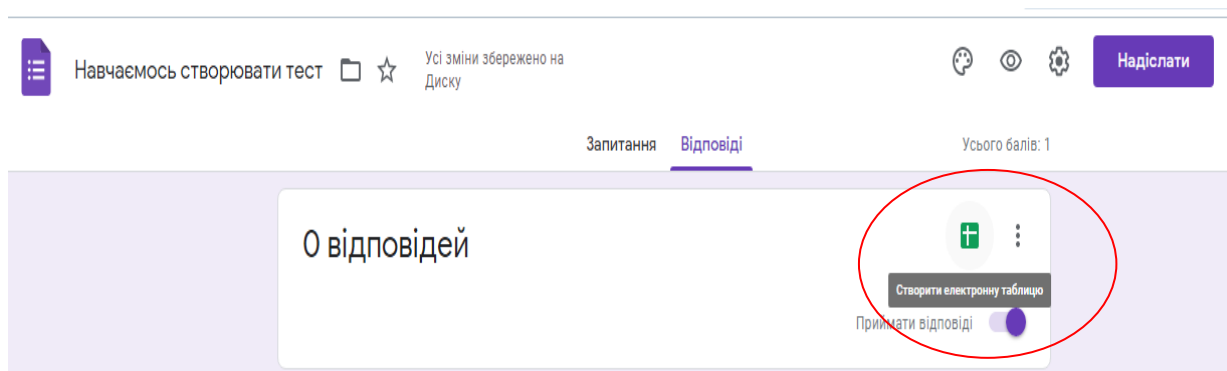 Навчаємось створювати тест
Усі зміни збережено на
Диску
Надіслати
Запитання
Відповіді
Усього балів: 1
0 відповідей
Створити електронну таблицю
Приймати відповіді